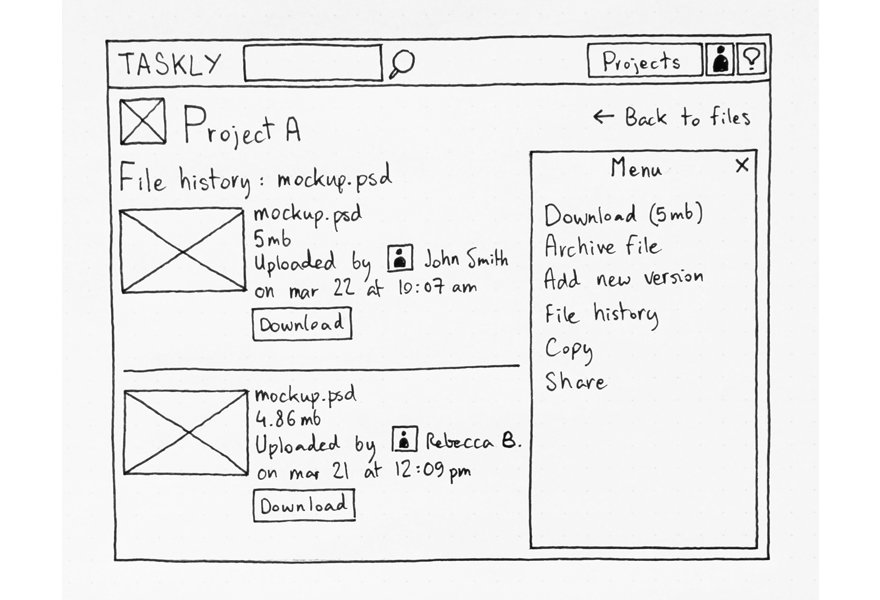 TASKLY
Projects
Project A
← Back to files
File history: mockup.psd
mockup.psd
5mb
Uploaded by John Smith
on mar 22 at 10:07 am
Download
mockup.psd
4.86mb
Uploaded by Rebecca B.
on mar 21 at 12:09 pm
Download
Menu X
Download (5mb)
Archive file
Add new version
File history
Copy
Share